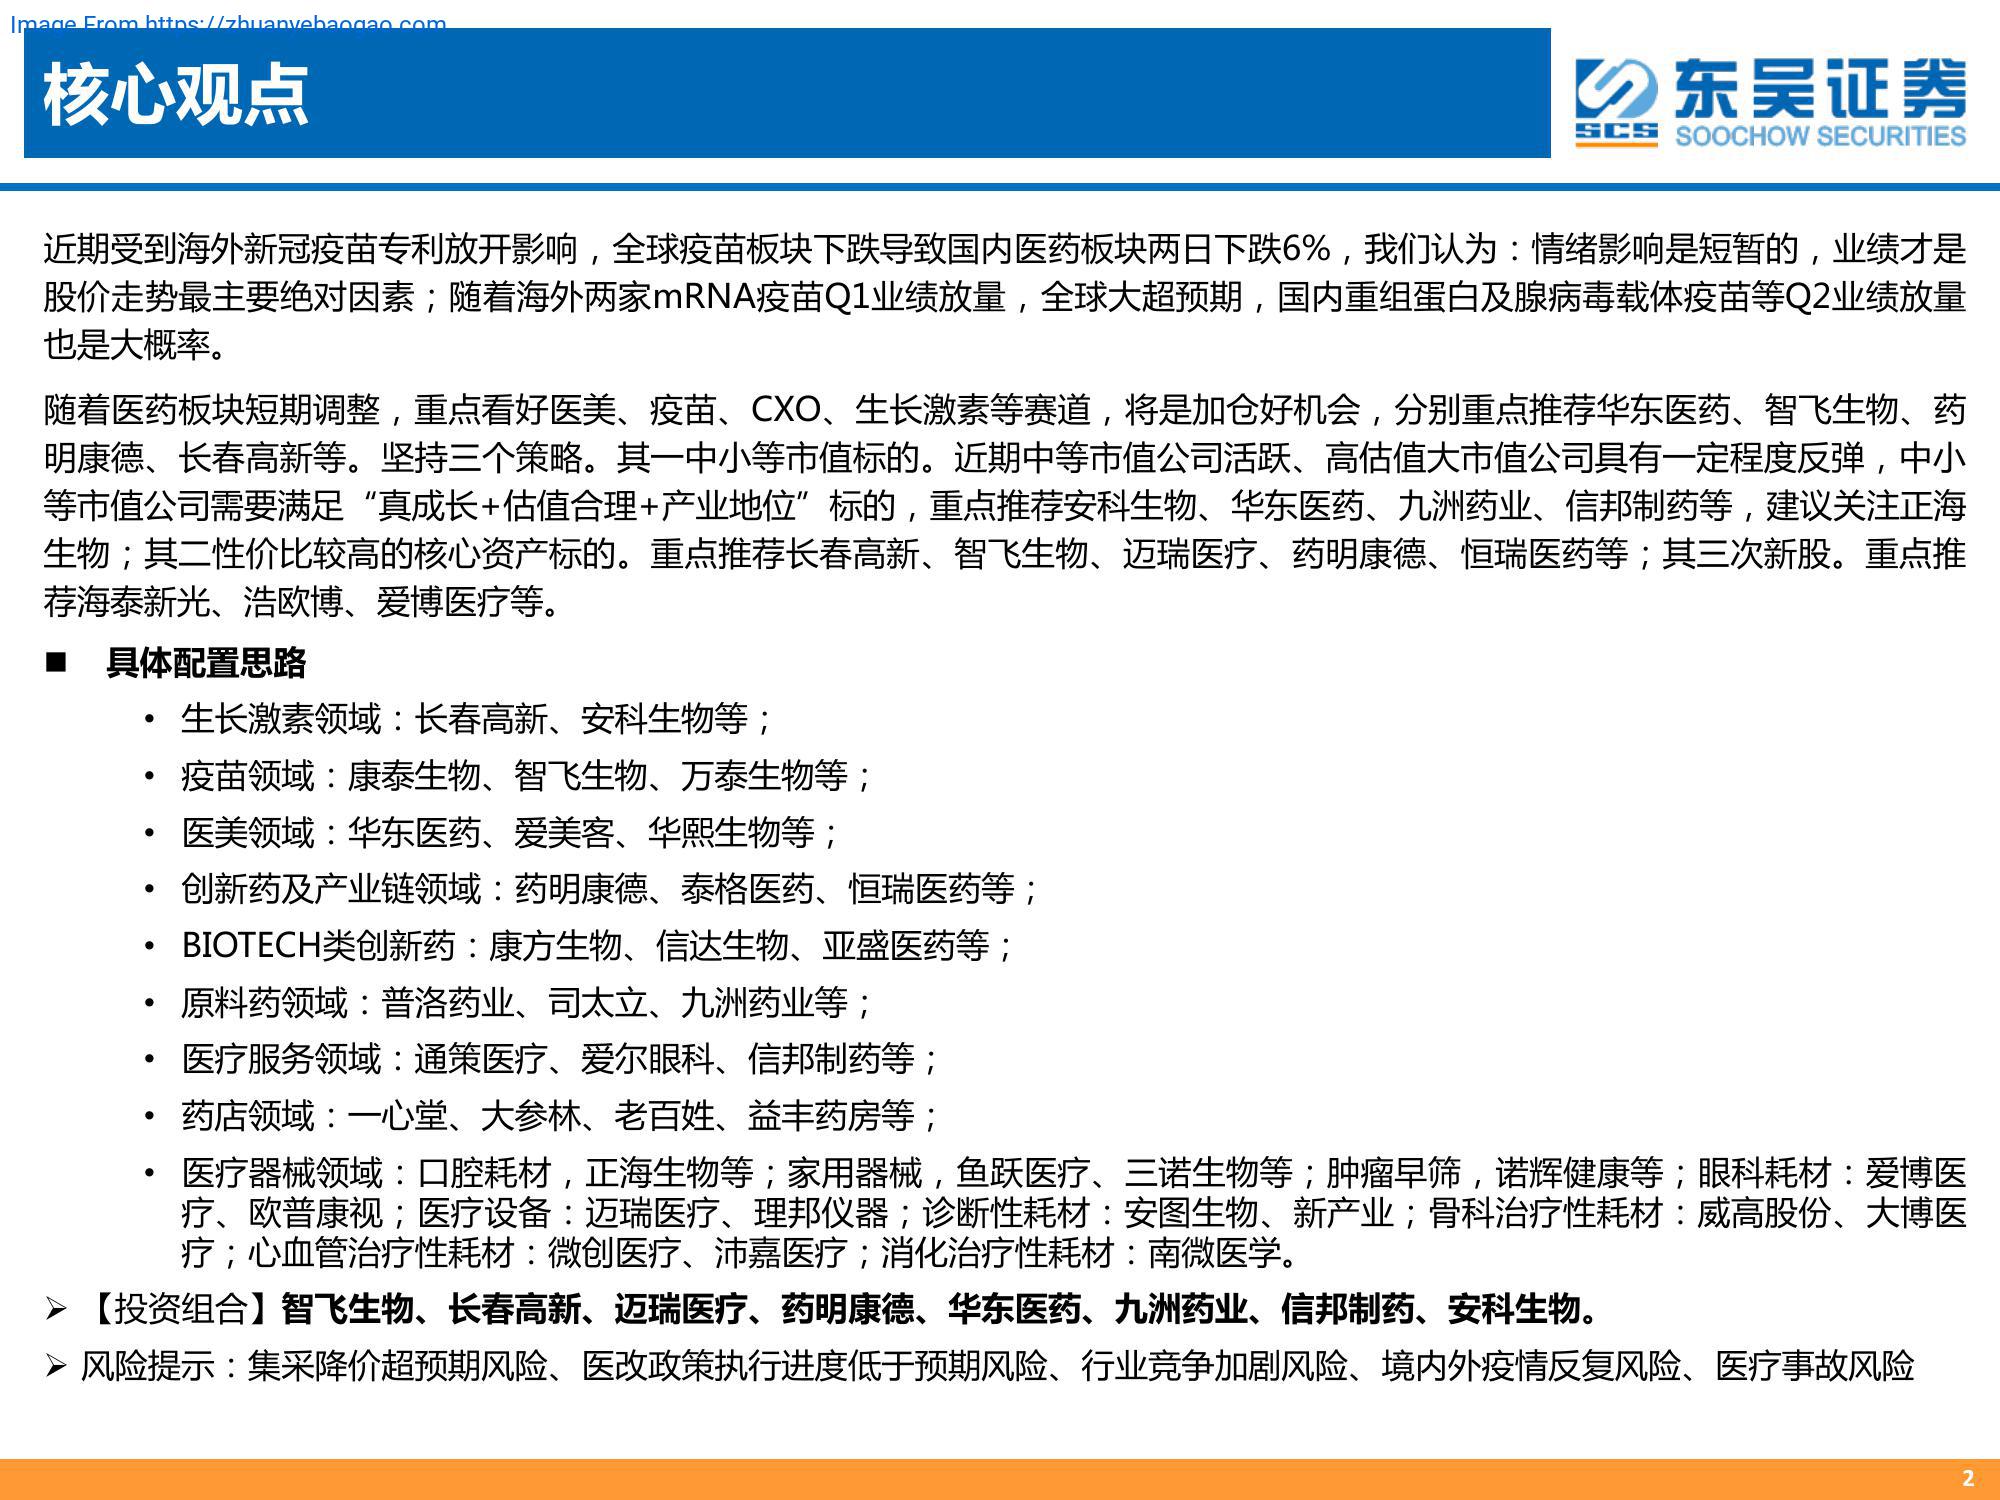 Image From https://zhuanyebaogao.com
核心观点
SCS
东吴证券
SOOCHOW SECURITIES
近期受到海外新冠疫苗专利放开影响，全球疫苗板块下跌导致国内医药板块两日下跌6%，我们认为：情绪影响是短暂的，业绩才是
股价走势最主要绝对因素；随着海外两家mRNA疫苗Q1业绩放量，全球大超预期，国内重组蛋白及腺病毒载体疫苗等Q2业绩放量
也是大概率。
随着医药板块短期调整，重点看好医美、疫苗、CXO、生长激素等赛道，将是加仓好机会，分别重点推荐华东医药、智飞生物、药
明康德、长春高新等。坚持三个策略。其一中小等市值标的。近期中等市值公司活跃、高估值大市值公司具有一定程度反弹，中小
等市值公司需要满足“真成长+估值合理+产业地位”标的，重点推荐安科生物、华东医药、九洲药业、信邦制药等，建议关注正海
生物；其二性价比较高的核心资产标的。重点推荐长春高新、智飞生物、迈瑞医疗、药明康德、恒瑞医药等；其三次新股。重点推
荐海泰新光、浩欧博、爱博医疗等。
■ 具体配置思路
• 生长激素领域：长春高新、安科生物等；
• 疫苗领域：康泰生物、智飞生物、万泰生物等；
• 医美领域：华东医药、爱美客、华熙生物等；
• 创新药及产业链领域：药明康德、泰格医药、恒瑞医药等；
• BIOTECH类创新药：康方生物、信达生物、亚盛医药等；
• 原料药领域：普洛药业、司太立、九洲药业等；
• 医疗服务领域：通策医疗、爱尔眼科、信邦制药等；
• 药店领域：一心堂、大参林、老百姓、益丰药房等；
• 医疗器械领域：口腔耗材，正海生物等；家用器械，鱼跃医疗、三诺生物等；肿瘤早筛，诺辉健康等；眼科耗材：爱博医
疗、欧普康视；医疗设备：迈瑞医疗、理邦仪器；诊断性耗材：安图生物、新产业；骨科治疗性耗材：威高股份、大博医
疗；心血管治疗性耗材：微创医疗、沛嘉医疗；消化治疗性耗材：南微医学。
➢ 【投资组合】智飞生物、长春高新、迈瑞医疗、药明康德、华东医药、九洲药业、信邦制药、安科生物。
➢ 风险提示：集采降价超预期风险、医改政策执行进度低于预期风险、行业竞争加剧风险、境内外疫情反复风险、医疗事故风险
2